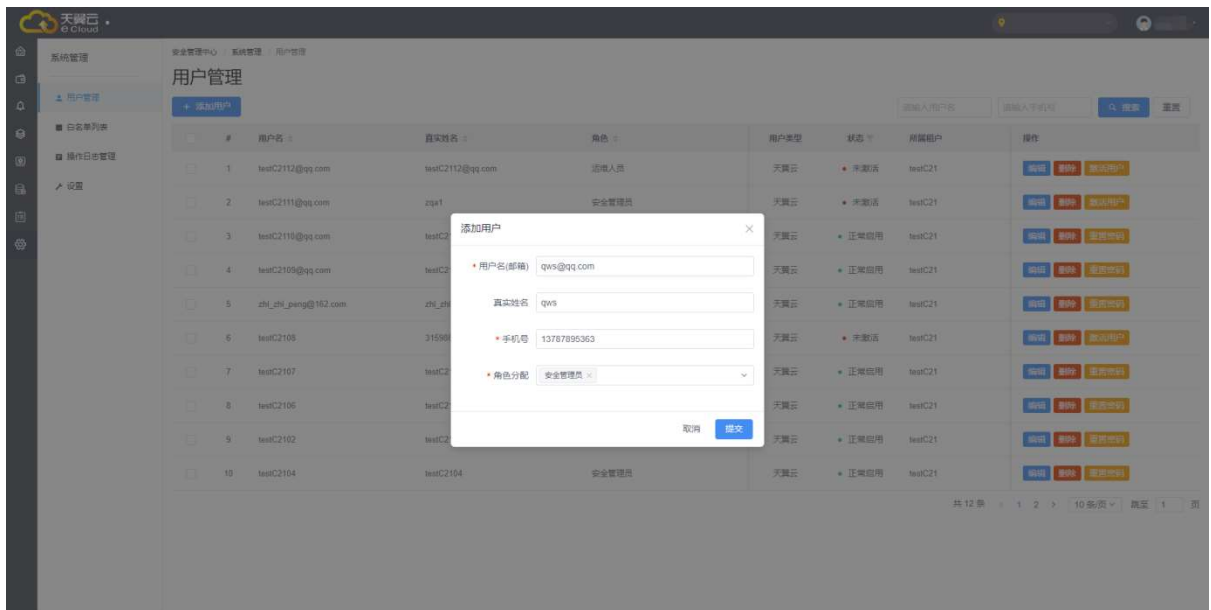 天翼云
e Cloud
系统管理
用户管理
白名单列表
操作日志管理
设置
安全管理中心 / 系统管理 / 用户管理
用户管理
+ 添加用户
请输入用户名 请输入手机号 搜索 重置
# 用户名 真实姓名 角色 用户类型 状态 所属租户 操作
1 testC2112@qq.com testC2112@qq.com 运维人员 天翼云 未激活 testC21 编辑 删除 激活用户
2 testC2111@qq.com zqx1 安全管理员 天翼云 未激活 testC21 编辑 删除 激活用户
3 testC2110@qq.com testC2 天翼云 正常启用 testC21 编辑 删除 重置密码
4 testC2109@qq.com testC2 天翼云 正常启用 testC21 编辑 删除 重置密码
5 zhi_zhi_peng@162.com zhi_zhi 天翼云 正常启用 testC21 编辑 删除 重置密码
6 testC2108 31598 天翼云 未激活 testC21 编辑 删除 激活用户
7 testC2107 testC2 天翼云 正常启用 testC21 编辑 删除 重置密码
8 testC2106 testC2 天翼云 正常启用 testC21 编辑 删除 重置密码
9 testC2102 testC2 天翼云 正常启用 testC21 编辑 删除 重置密码
10 testC2104 testC2104 安全管理员 天翼云 正常启用 testC21 编辑 删除 重置密码
共 12 条 < 1 2 > 10 条/页 跳至 1 页
添加用户
* 用户名(邮箱) qws@qq.com
真实姓名 qws
* 手机号 13787895363
* 角色分配 安全管理员 ×
取消 提交